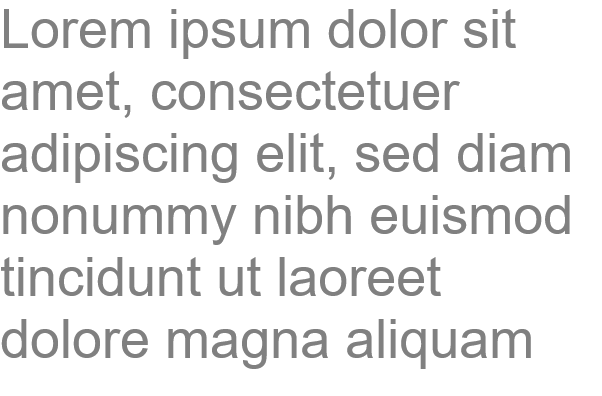 Lorem ipsum dolor sit
amet, consectetuer
adipiscing elit, sed diam
nonummy nibh euismod
tincidunt ut laoreet
dolore magna aliquam